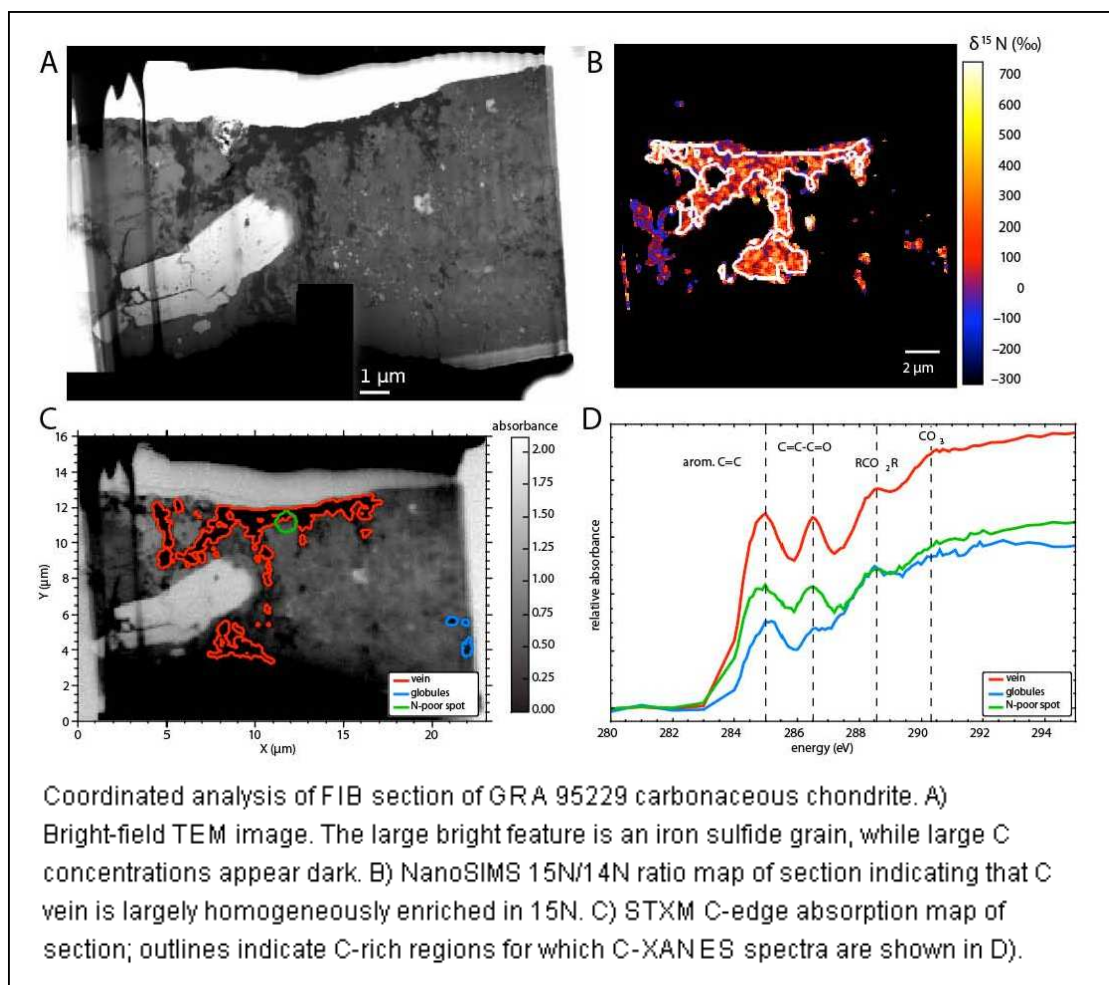 A
1 μm
B
δ¹⁵ N (‰)
700
600
500
400
300
200
100
0
−100
−200
−300
2 μm
C
absorbance
16
14
12
10
8
6
4
2
0
Y (μm)
0
5
10
15
20
X (μm)
2.00
1.75
1.50
1.25
1.00
0.75
0.50
0.25
0.00
vein
globules
N-poor spot
D
arom. C=C
C=C-C=O
RCO ₂R
CO ₃
relative absorbance
280
282
284
286
288
290
292
294
energy (eV)
vein
globules
N-poor spot
Coordinated analysis of FIB section of GRA 95229 carbonaceous chondrite. A)
Bright-field TEM image. The large bright feature is an iron sulfide grain, while large C
concentrations appear dark. B) NanoSIMS 15N/14N ratio map of section indicating that C
vein is largely homogeneously enriched in 15N. C) STXM C-edge absorption map of
section; outlines indicate C-rich regions for which C-XANES spectra are shown in D).